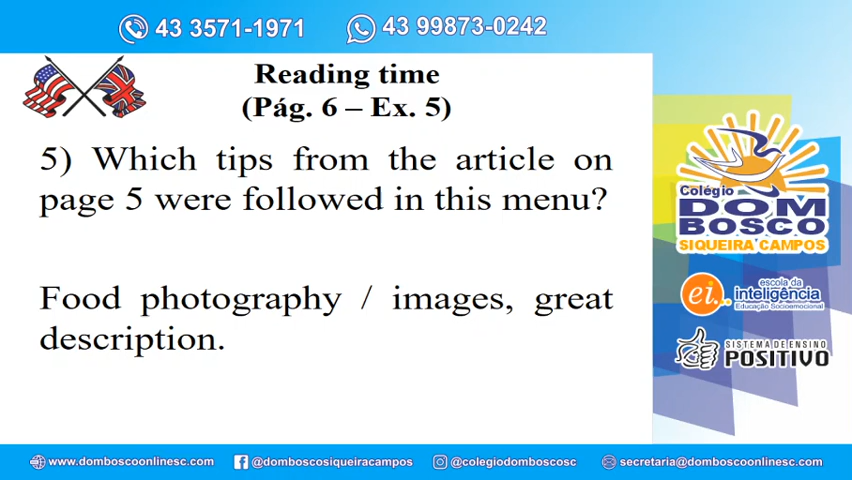 43 3571-1971
43 99873-0242
Reading time
(Pág. 6 – Ex. 5)
5) Which tips from the article on
page 5 were followed in this menu?
Food photography / images, great
description.
Colégio
DOM
BOSCO
SIQUEIRA CAMPOS
ei...
escola da
inteligência
Educação Socioemocional
SISTEMA DE ENSINO
POSITIVO
www.domboscoonlinesc.com
@domboscosiqueiracampos
@colegiodomboscosc
secretaria@domboscoonlinesc.com